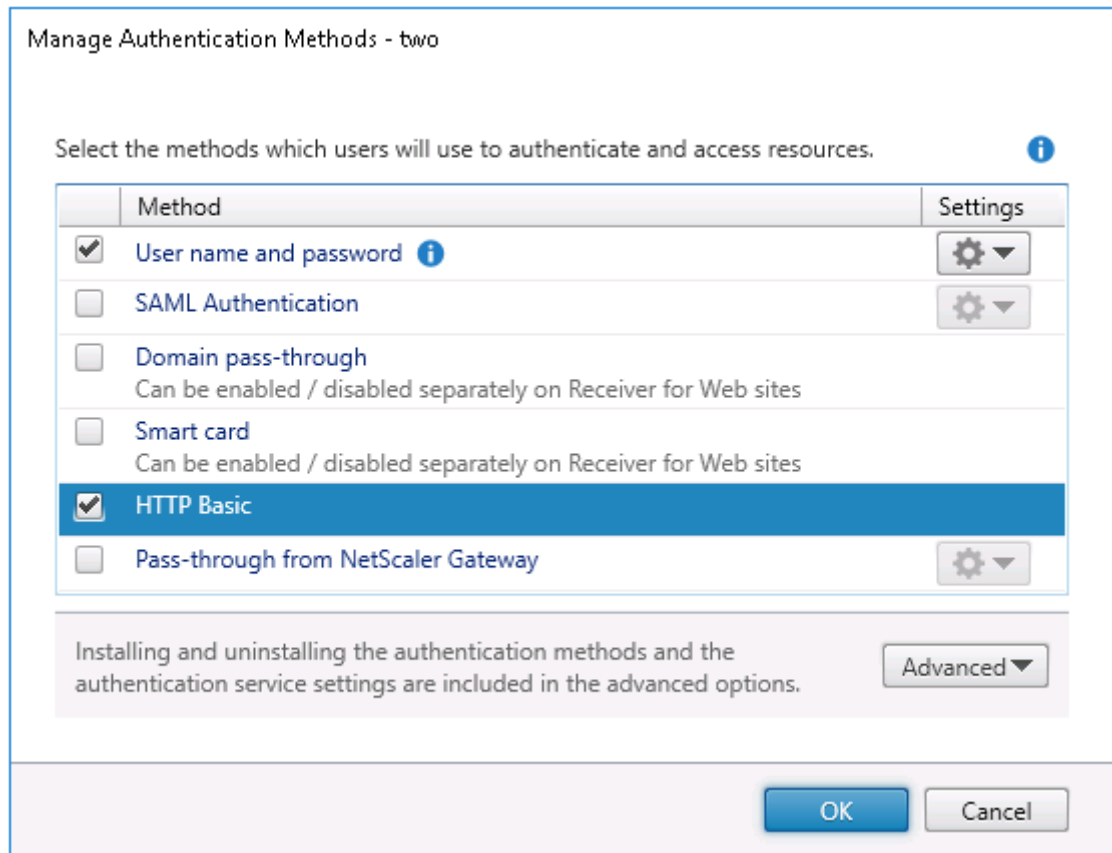 Manage Authentication Methods - two
Select the methods which users will use to authenticate and access resources.
Method Settings
User name and password
SAML Authentication
Domain pass-through
Can be enabled / disabled separately on Receiver for Web sites
Smart card
Can be enabled / disabled separately on Receiver for Web sites
HTTP Basic
Pass-through from NetScaler Gateway
Installing and uninstalling the authentication methods and the
authentication service settings are included in the advanced options.
Advanced
OK Cancel